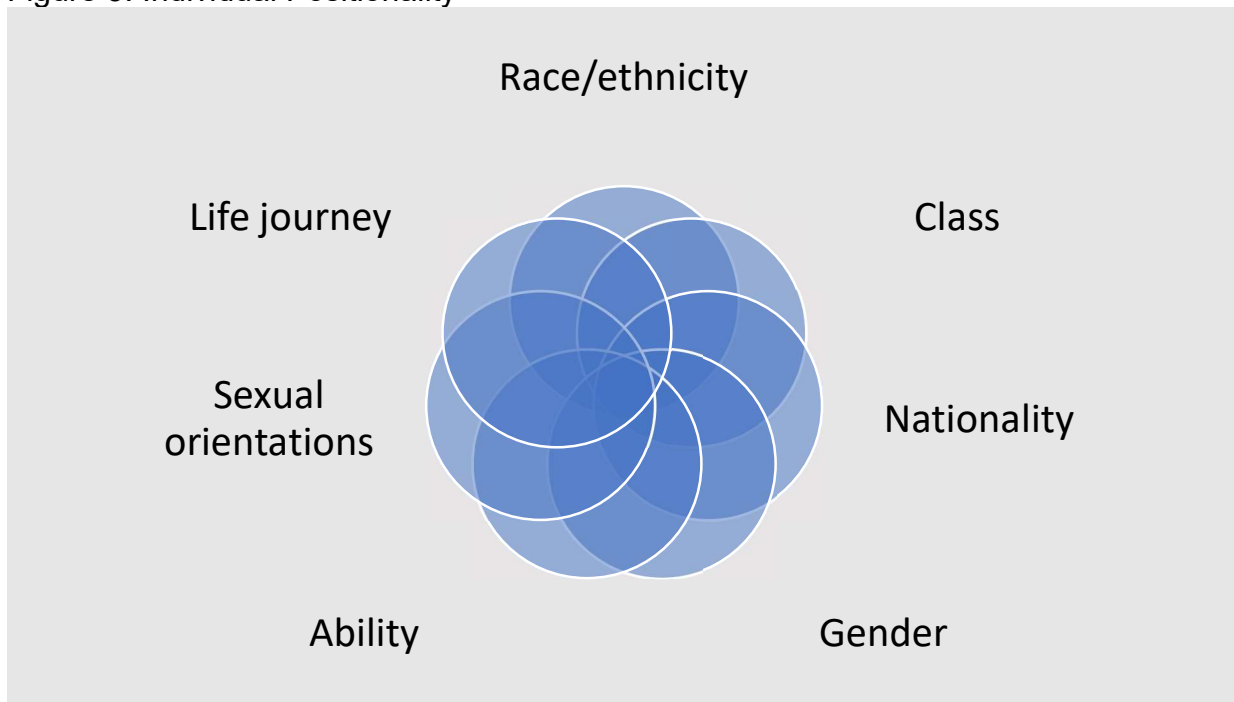 Race/ethnicity
Life journey
Class
Sexual
orientations
Nationality
Ability
Gender